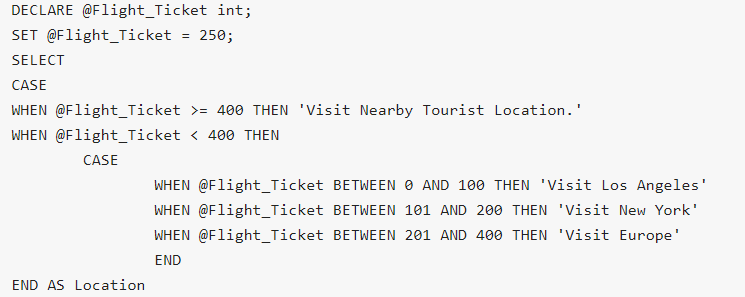 DECLARE @Flight_Ticket int;
SET @Flight_Ticket = 250;
SELECT
CASE
WHEN @Flight_Ticket >= 400 THEN 'Visit Nearby Tourist Location.'
WHEN @Flight_Ticket < 400 THEN
CASE
WHEN @Flight_Ticket BETWEEN 0 AND 100 THEN 'Visit Los Angeles'
WHEN @Flight_Ticket BETWEEN 101 AND 200 THEN 'Visit New York'
WHEN @Flight_Ticket BETWEEN 201 AND 400 THEN 'Visit Europe'
END
END AS Location